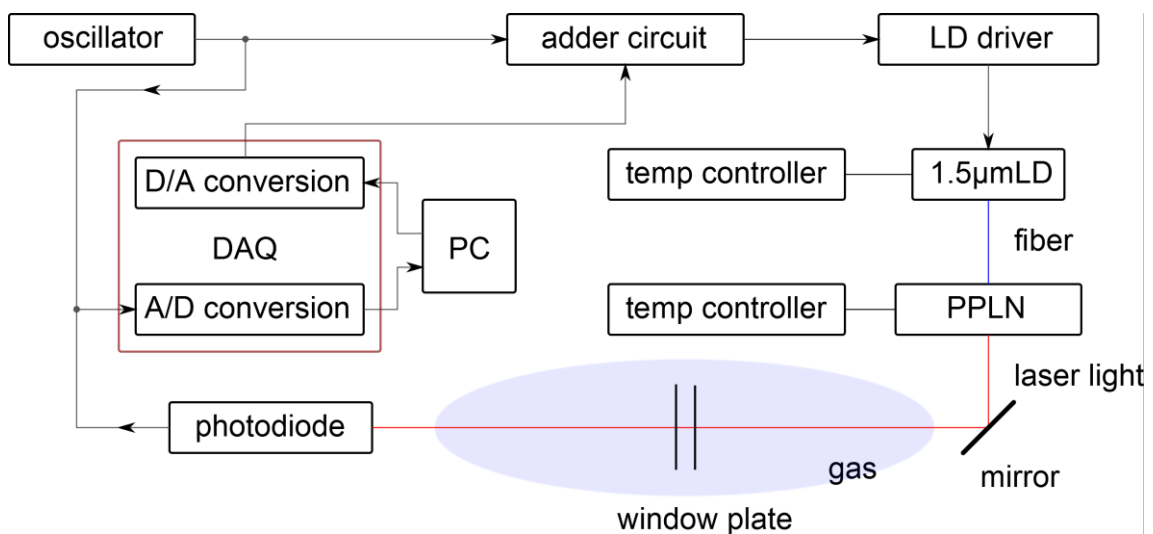 oscillator
adder circuit
LD driver
D/A conversion
temp controller
1.5μmLD
DAQ
PC
fiber
A/D conversion
temp controller
PPLN
laser light
photodiode
gas
mirror
window plate